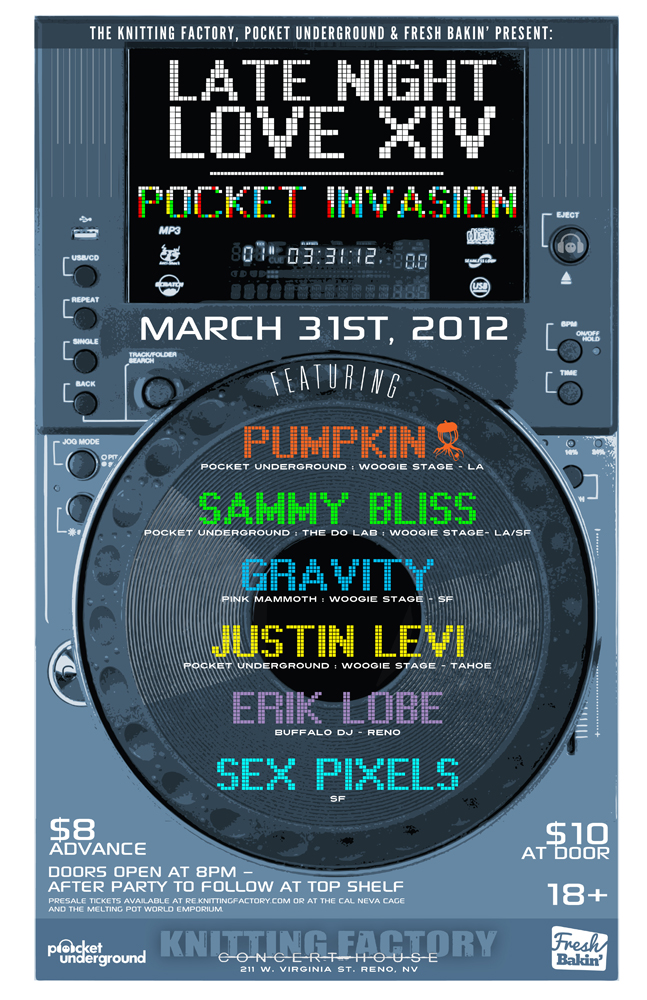 THE KNITTING FACTORY, POCKET UNDERGROUND & FRESH BAKIN' PRESENT:
LATE NIGHT
LOVE XIV
POCKET INVASION
MP3
SCRATCH
01
03:31:12.
0.0
SEAMLESS LOOP
USB
EJECT
USB/CD
REPEAT
SINGLE
BACK
TRACK/FOLDER
SEARCH
BPM
ON/OFF
HOLD
TIME
MARCH 31ST, 2012
JOG MODE
FEATURING
PUMPKIN
POCKET UNDERGROUND : WOOGIE STAGE - LA
SAMMY BLISS
POCKET UNDERGROUND : THE DO LAB : WOOGIE STAGE- LA/SF
GRAVITY
PINK MAMMOTH : WOOGIE STAGE - SF
JUSTIN LEVI
POCKET UNDERGROUND : WOOGIE STAGE - TAHOE
ERIK LOBE
BUFFALO DJ - RENO
SEX PIXELS
SF
$8
ADVANCE
$10
AT DOOR
DOORS OPEN AT 8PM –
AFTER PARTY TO FOLLOW AT TOP SHELF
18+
PRESALE TICKETS AVAILABLE AT RE.KNITTINGFACTORY.COM OR AT THE CAL NEVA CAGE
AND THE MELTING POT WORLD EMPORIUM.
pocket
underground
KNITTING FACTORY
CONCERT HOUSE
211 W. VIRGINIA ST. RENO, NV
Fresh
Bakin'